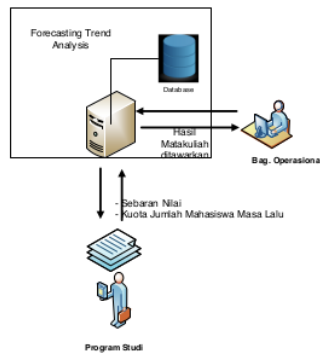 Forecasting Trend
Analysis
Database
Hasil
Matakuliah
ditawarkan
Bag. Operasiona
- Sebaran Nilai
- Kuota Jumlah Mahasiswa Masa Lalu
Program Studi